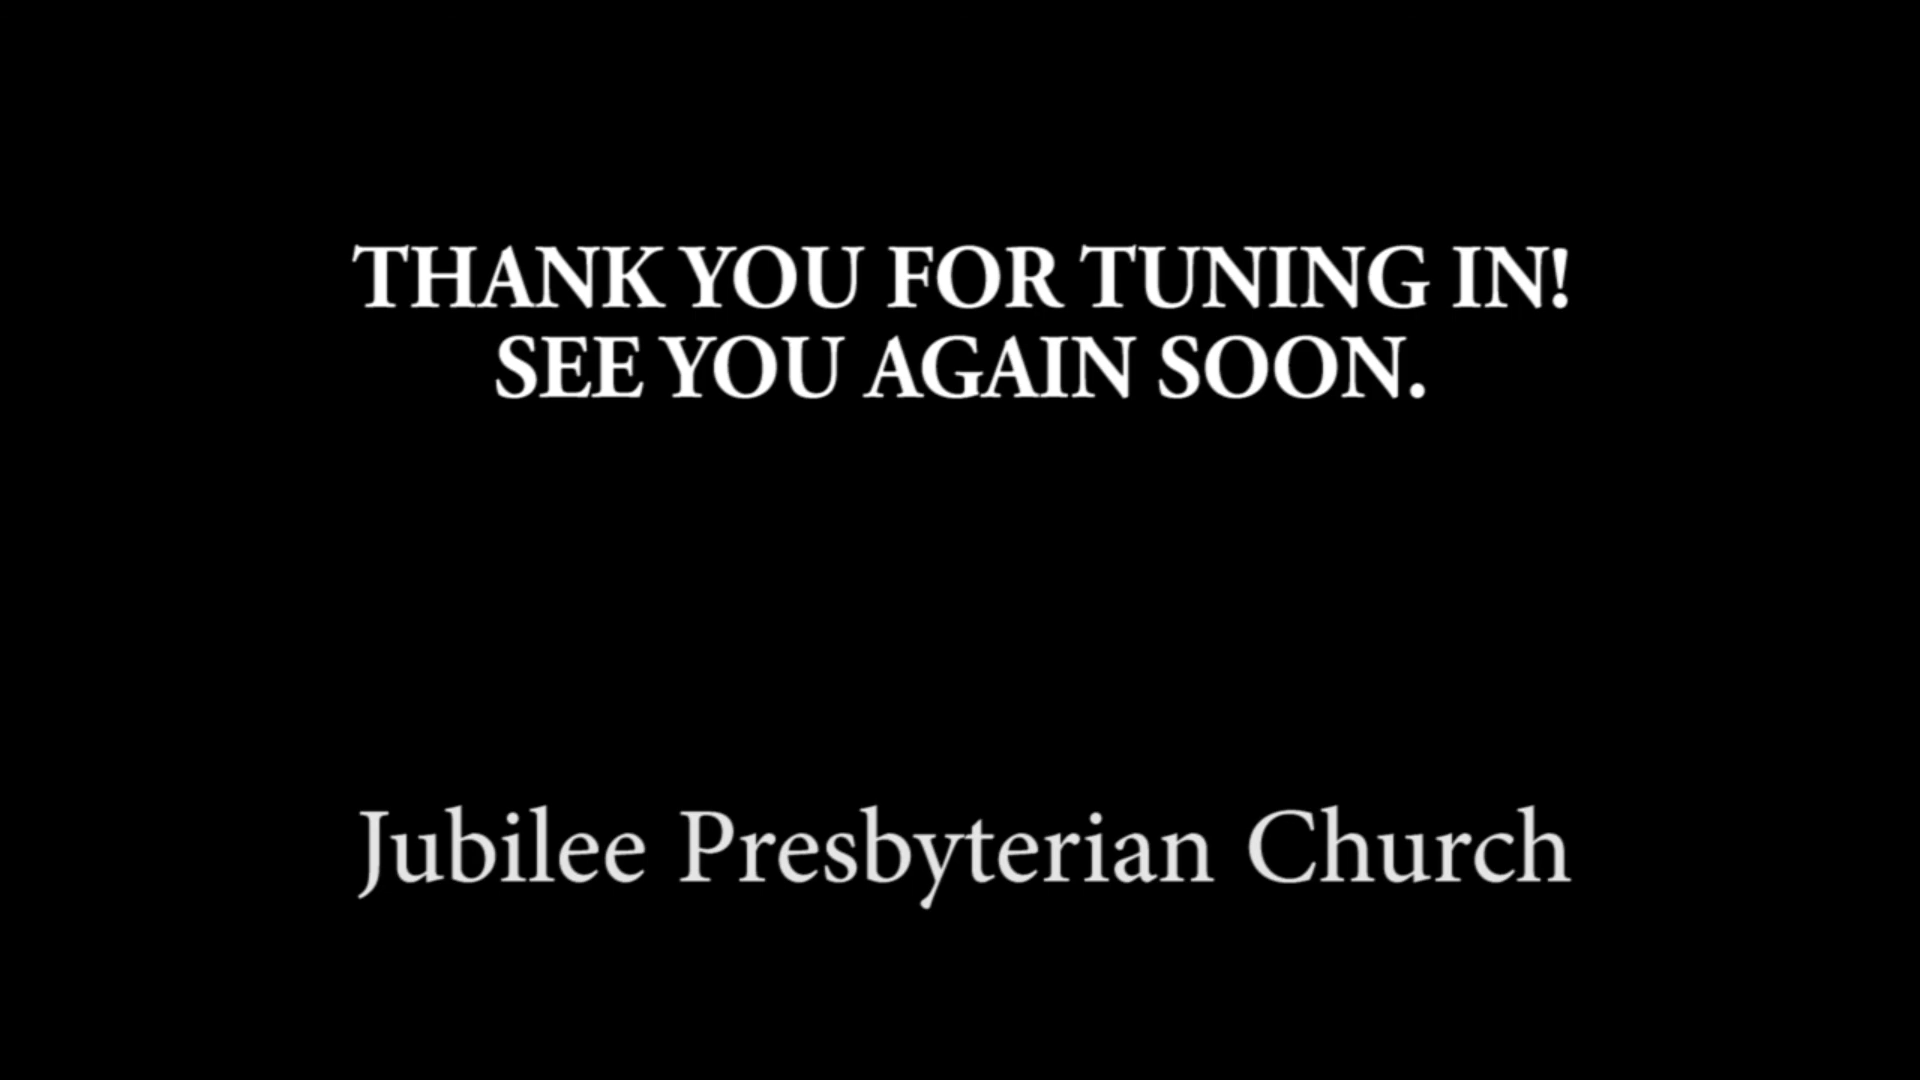 THANK YOU FOR TUNING IN!
SEE YOU AGAIN SOON.
Jubilee Presbyterian Church